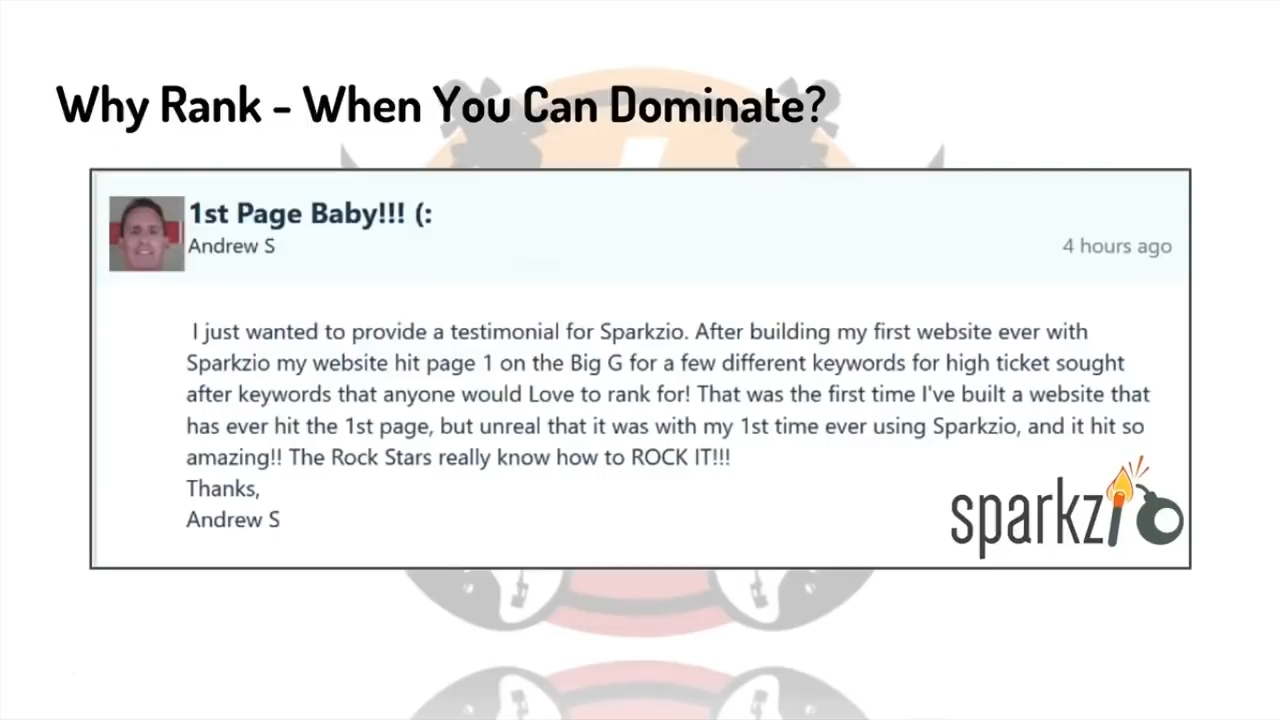 Why Rank - When You Can Dominate?
1st Page Baby!!! (:
Andrew S
4 hours ago
I just wanted to provide a testimonial for Sparkzio. After building my first website ever with
Sparkzio my website hit page 1 on the Big G for a few different keywords for high ticket sought
after keywords that anyone would Love to rank for! That was the first time I've built a website that
has ever hit the 1st page, but unreal that it was with my 1st time ever using Sparkzio, and it hit so
amazing!! The Rock Stars really know how to ROCK IT!!!
Thanks,
Andrew S
sparkzio